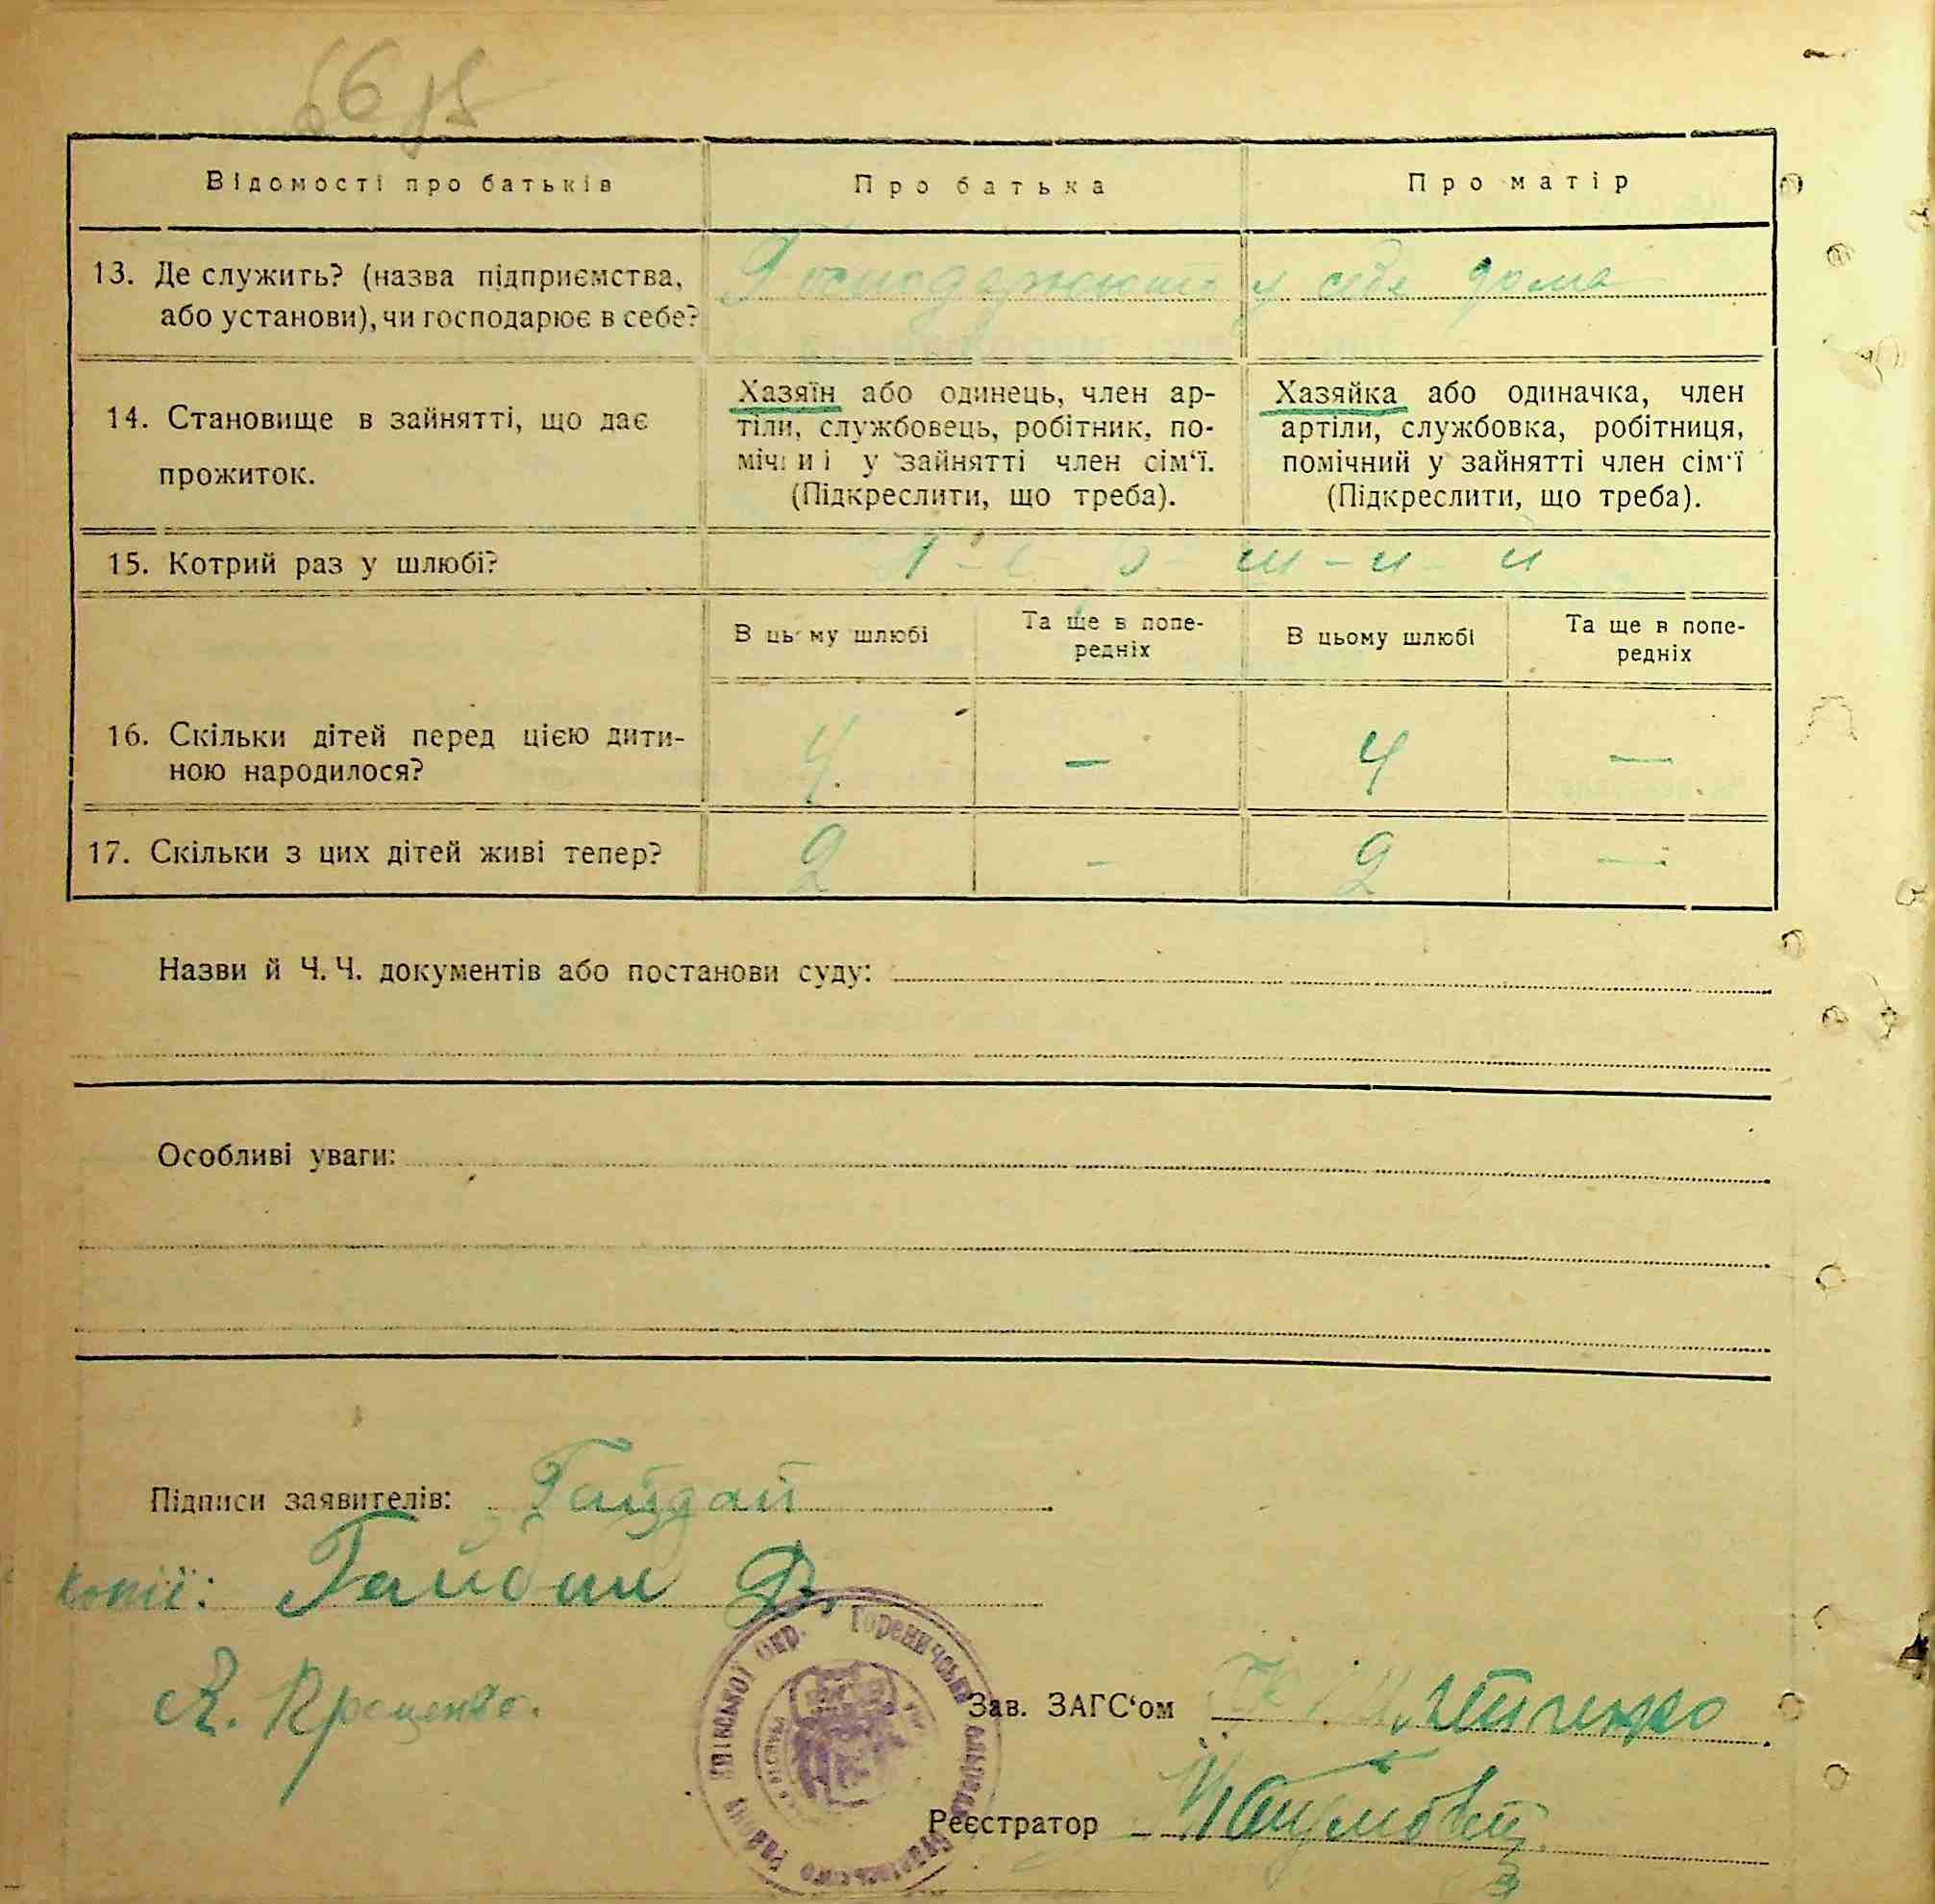 66
Відомості про батьків
Про батька
Про матір
13. Де служить? (назва підприємства,
або установи), чи господарює в себе?
Господарюють у себе дома
14. Становище в зайнятті, що дає
прожиток.
Хазяїн або одинець, член ар-
тіли, службовець, робітник, по-
мічний у зайнятті член сім‘ї.
(Підкреслити, що треба).
Хазяйка або одиначка, член
артіли, службовка, робітниця,
помічний у зайнятті член сім‘ї
(Підкреслити, що треба).
15. Котрий раз у шлюбі?
В цьому шлюбі
Та ще в попе-
редніх
В цьому шлюбі
Та ще в попе-
редніх
16. Скільки дітей перед цією дити-
ною народилося?
4 — 4 —
17. Скільки з цих дітей живі тепер?
2 — 2 —
Назви й Ч. Ч. документів або постанови суду:
Особливі уваги:
Підписи заявителів: Гайдай
копії: Гайдай
Зав. ЗАГС‘ом
Реєстратор